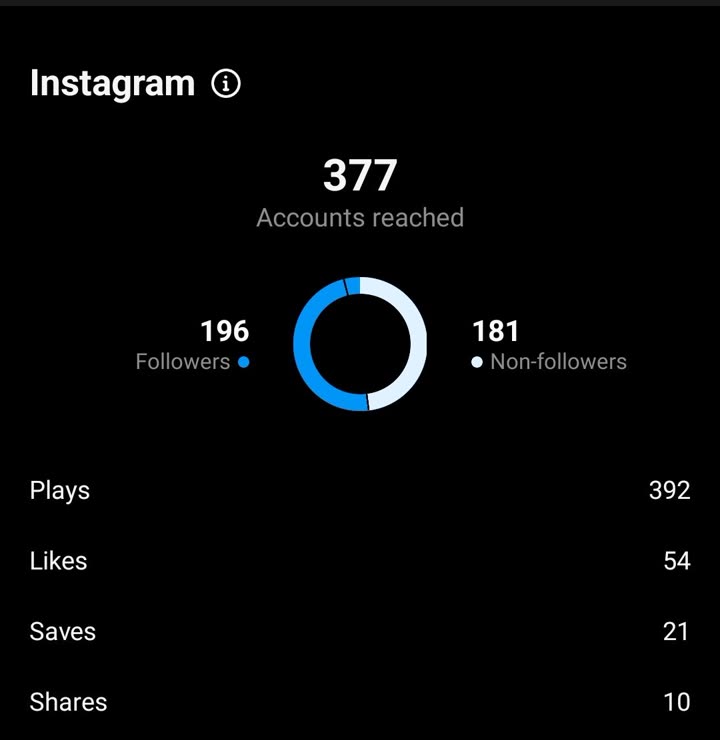 Instagram
377
Accounts reached
196
Followers
181
Non-followers
Plays 392
Likes 54
Saves 21
Shares 10